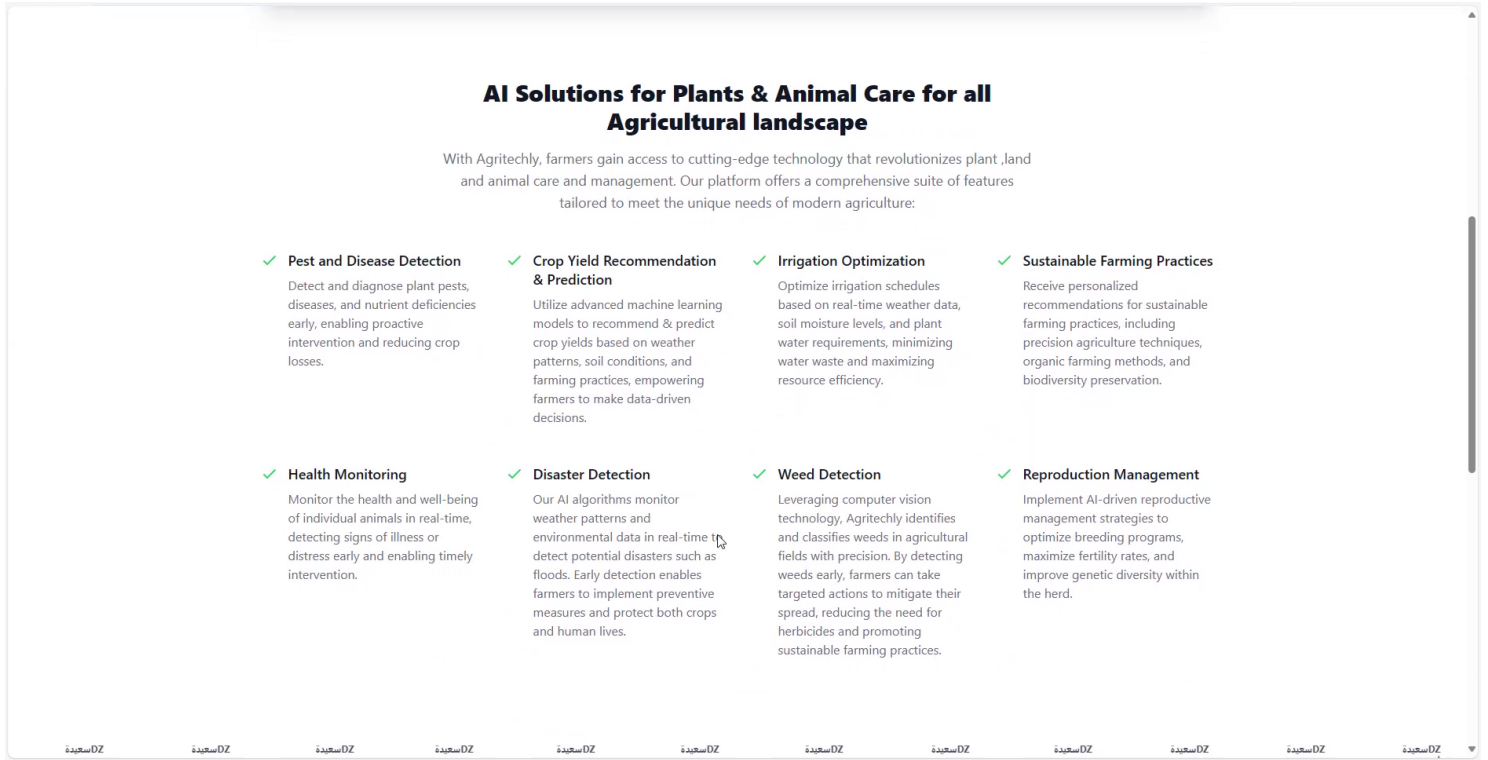 AI Solutions for Plants & Animal Care for all
Agricultural landscape
With Agritechly, farmers gain access to cutting-edge technology that revolutionizes plant ,land
and animal care and management. Our platform offers a comprehensive suite of features
tailored to meet the unique needs of modern agriculture:
Pest and Disease Detection
Detect and diagnose plant pests,
diseases, and nutrient deficiencies
early, enabling proactive
intervention and reducing crop
losses.
Crop Yield Recommendation
& Prediction
Utilize advanced machine learning
models to recommend & predict
crop yields based on weather
patterns, soil conditions, and
farming practices, empowering
farmers to make data-driven
decisions.
Irrigation Optimization
Optimize irrigation schedules
based on real-time weather data,
soil moisture levels, and plant
water requirements, minimizing
water waste and maximizing
resource efficiency.
Sustainable Farming Practices
Receive personalized
recommendations for sustainable
farming practices, including
precision agriculture techniques,
organic farming methods, and
biodiversity preservation.
Health Monitoring
Monitor the health and well-being
of individual animals in real-time,
detecting signs of illness or
distress early and enabling timely
intervention.
Disaster Detection
Our AI algorithms monitor
weather patterns and
environmental data in real-time to
detect potential disasters such as
floods. Early detection enables
farmers to implement preventive
measures and protect both crops
and human lives.
Weed Detection
Leveraging computer vision
technology, Agritechly identifies
and classifies weeds in agricultural
fields with precision. By detecting
weeds early, farmers can take
targeted actions to mitigate their
spread, reducing the need for
herbicides and promoting
sustainable farming practices.
Reproduction Management
Implement AI-driven reproductive
management strategies to
optimize breeding programs,
maximize fertility rates, and
improve genetic diversity within
the herd.
سعيدةDZ سعيدةDZ سعيدةDZ سعيدةDZ سعيدةDZ سعيدةDZ سعيدةDZ سعيدةDZ سعيدةDZ سعيدةDZ سعيدةDZ سعيدةDZ